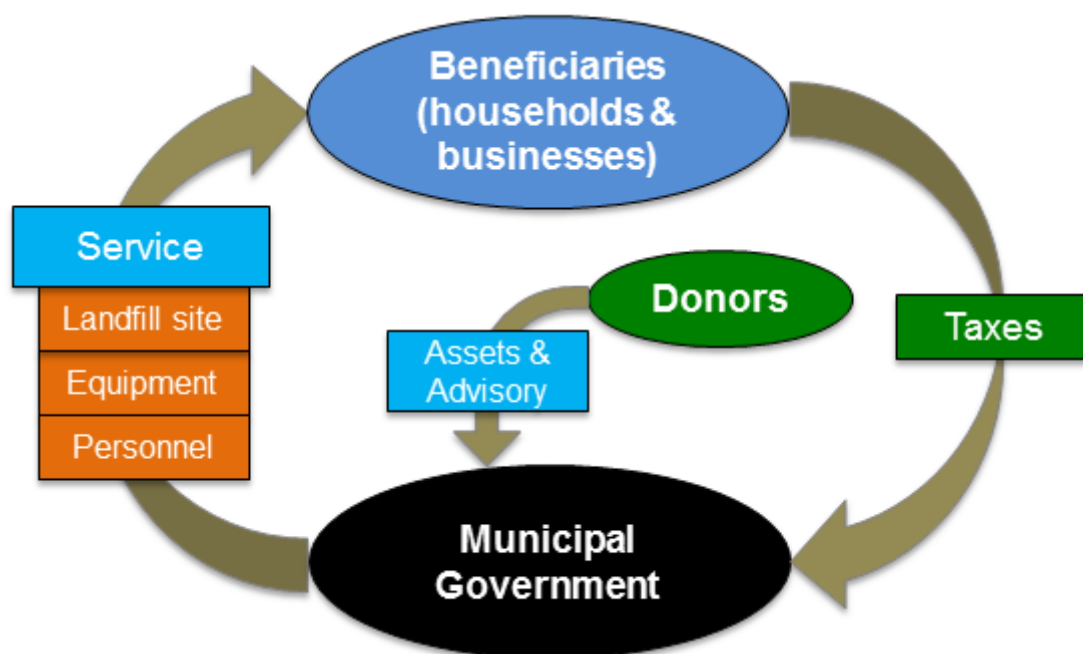 Beneficiaries
(households &
businesses)
Service
Landfill site
Equipment
Personnel
Donors
Assets &
Advisory
Taxes
Municipal
Government